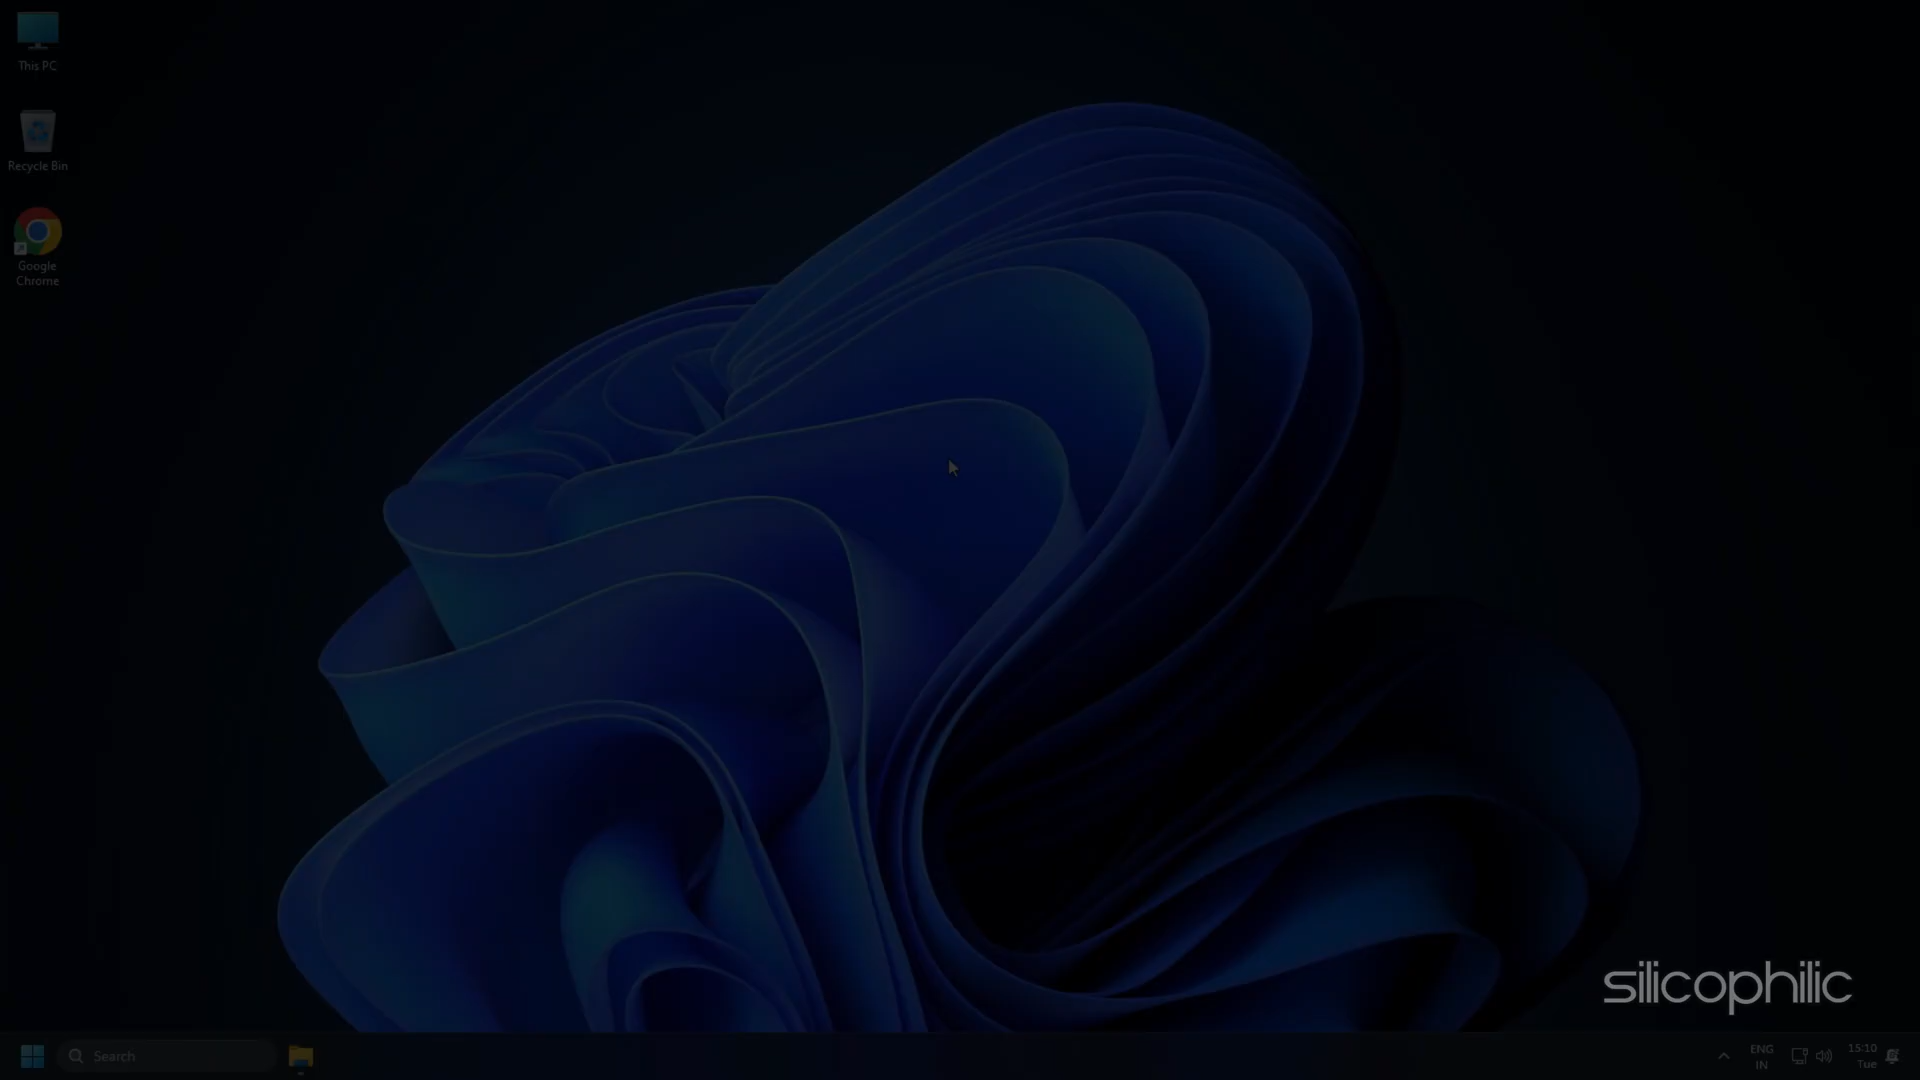 This PC
Recycle Bin
Google
Chrome
silicophilic
Search
ENG
IN
15:10
Tue